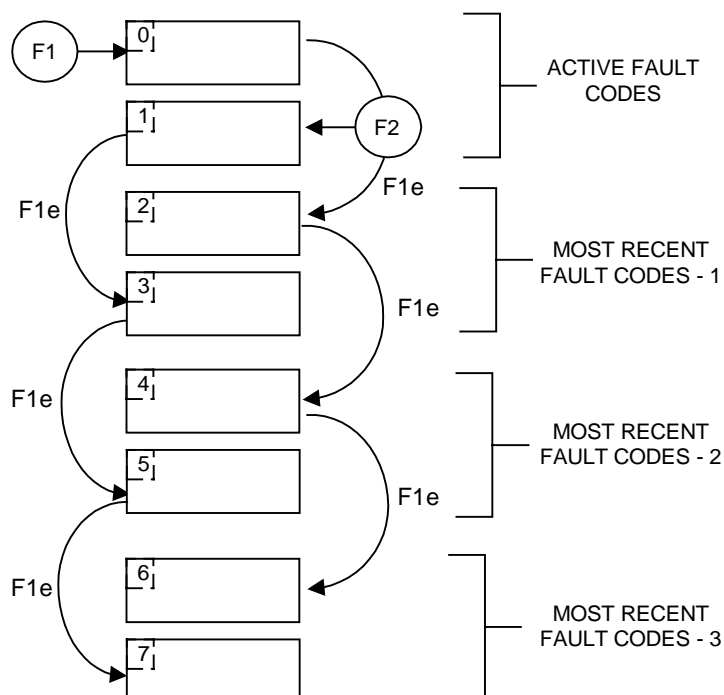 F1
0
ACTIVE FAULT
CODES
1
F2
F1e
2
F1e
MOST RECENT
FAULT CODES - 1
3
F1e
4
F1e
MOST RECENT
FAULT CODES - 2
5
F1e
6
F1e
MOST RECENT
FAULT CODES - 3
7